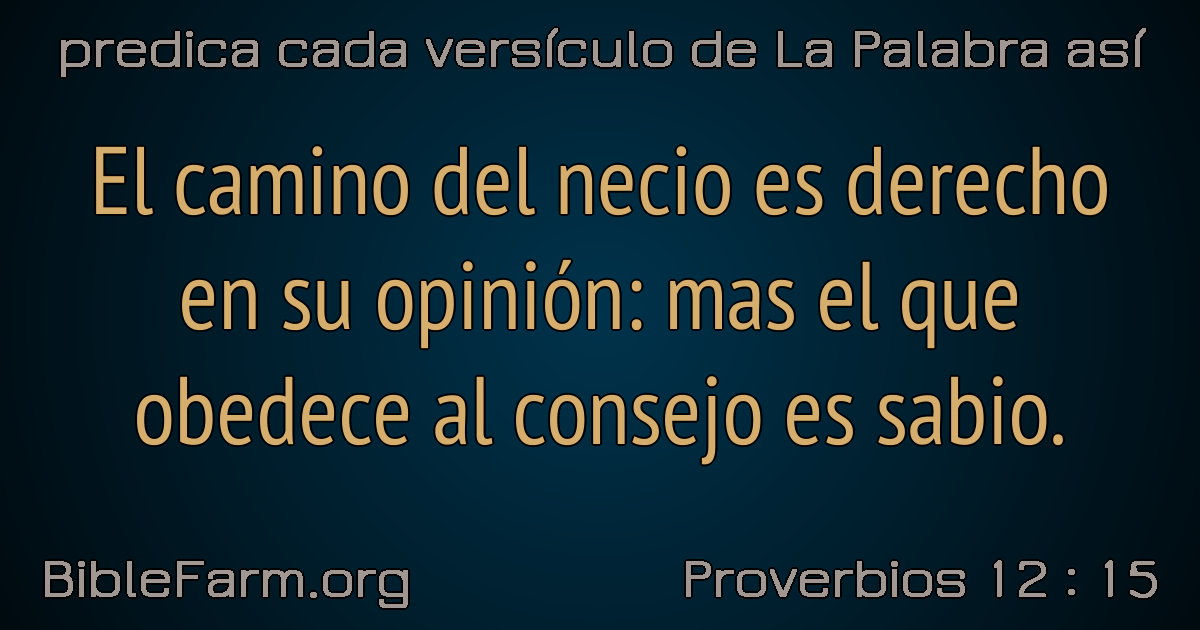 predica cada versículo de La Palabra así
El camino del necio es derecho
en su opinión: mas el que
obedece al consejo es sabio.
BibleFarm.org
Proverbios 12 : 15